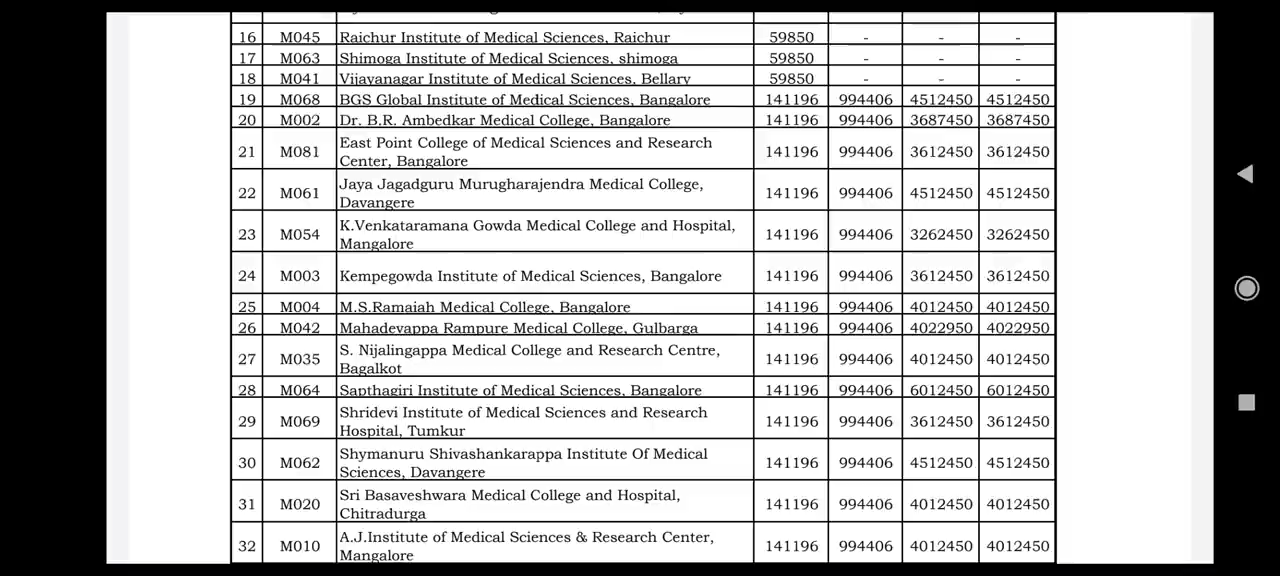 16 M045 Raichur Institute of Medical Sciences, Raichur 59850 - - -
17 M063 Shimoga Institute of Medical Sciences, shimoga 59850 - - -
18 M041 Vijayanagar Institute of Medical Sciences, Bellary 59850 - - -
19 M068 BGS Global Institute of Medical Sciences, Bangalore 141196 994406 4512450 4512450
20 M002 Dr. B.R. Ambedkar Medical College, Bangalore 141196 994406 3687450 3687450
21 M081 East Point College of Medical Sciences and Research
Center, Bangalore 141196 994406 3612450 3612450
22 M061 Jaya Jagadguru Murugharajendra Medical College,
Davangere 141196 994406 4512450 4512450
23 M054 K.Venkataramana Gowda Medical College and Hospital,
Mangalore 141196 994406 3262450 3262450
24 M003 Kempegowda Institute of Medical Sciences, Bangalore 141196 994406 3612450 3612450
25 M004 M.S.Ramaiah Medical College, Bangalore 141196 994406 4012450 4012450
26 M042 Mahadevappa Rampure Medical College, Gulbarga 141196 994406 4022950 4022950
27 M035 S. Nijalingappa Medical College and Research Centre,
Bagalkot 141196 994406 4012450 4012450
28 M064 Sapthagiri Institute of Medical Sciences, Bangalore 141196 994406 6012450 6012450
29 M069 Shridevi Institute of Medical Sciences and Research
Hospital, Tumkur 141196 994406 3612450 3612450
30 M062 Shymanuru Shivashankarappa Institute Of Medical
Sciences, Davangere 141196 994406 4512450 4512450
31 M020 Sri Basaveshwara Medical College and Hospital,
Chitradurga 141196 994406 4012450 4012450
32 M010 A.J.Institute of Medical Sciences & Research Center,
Mangalore 141196 994406 4012450 4012450